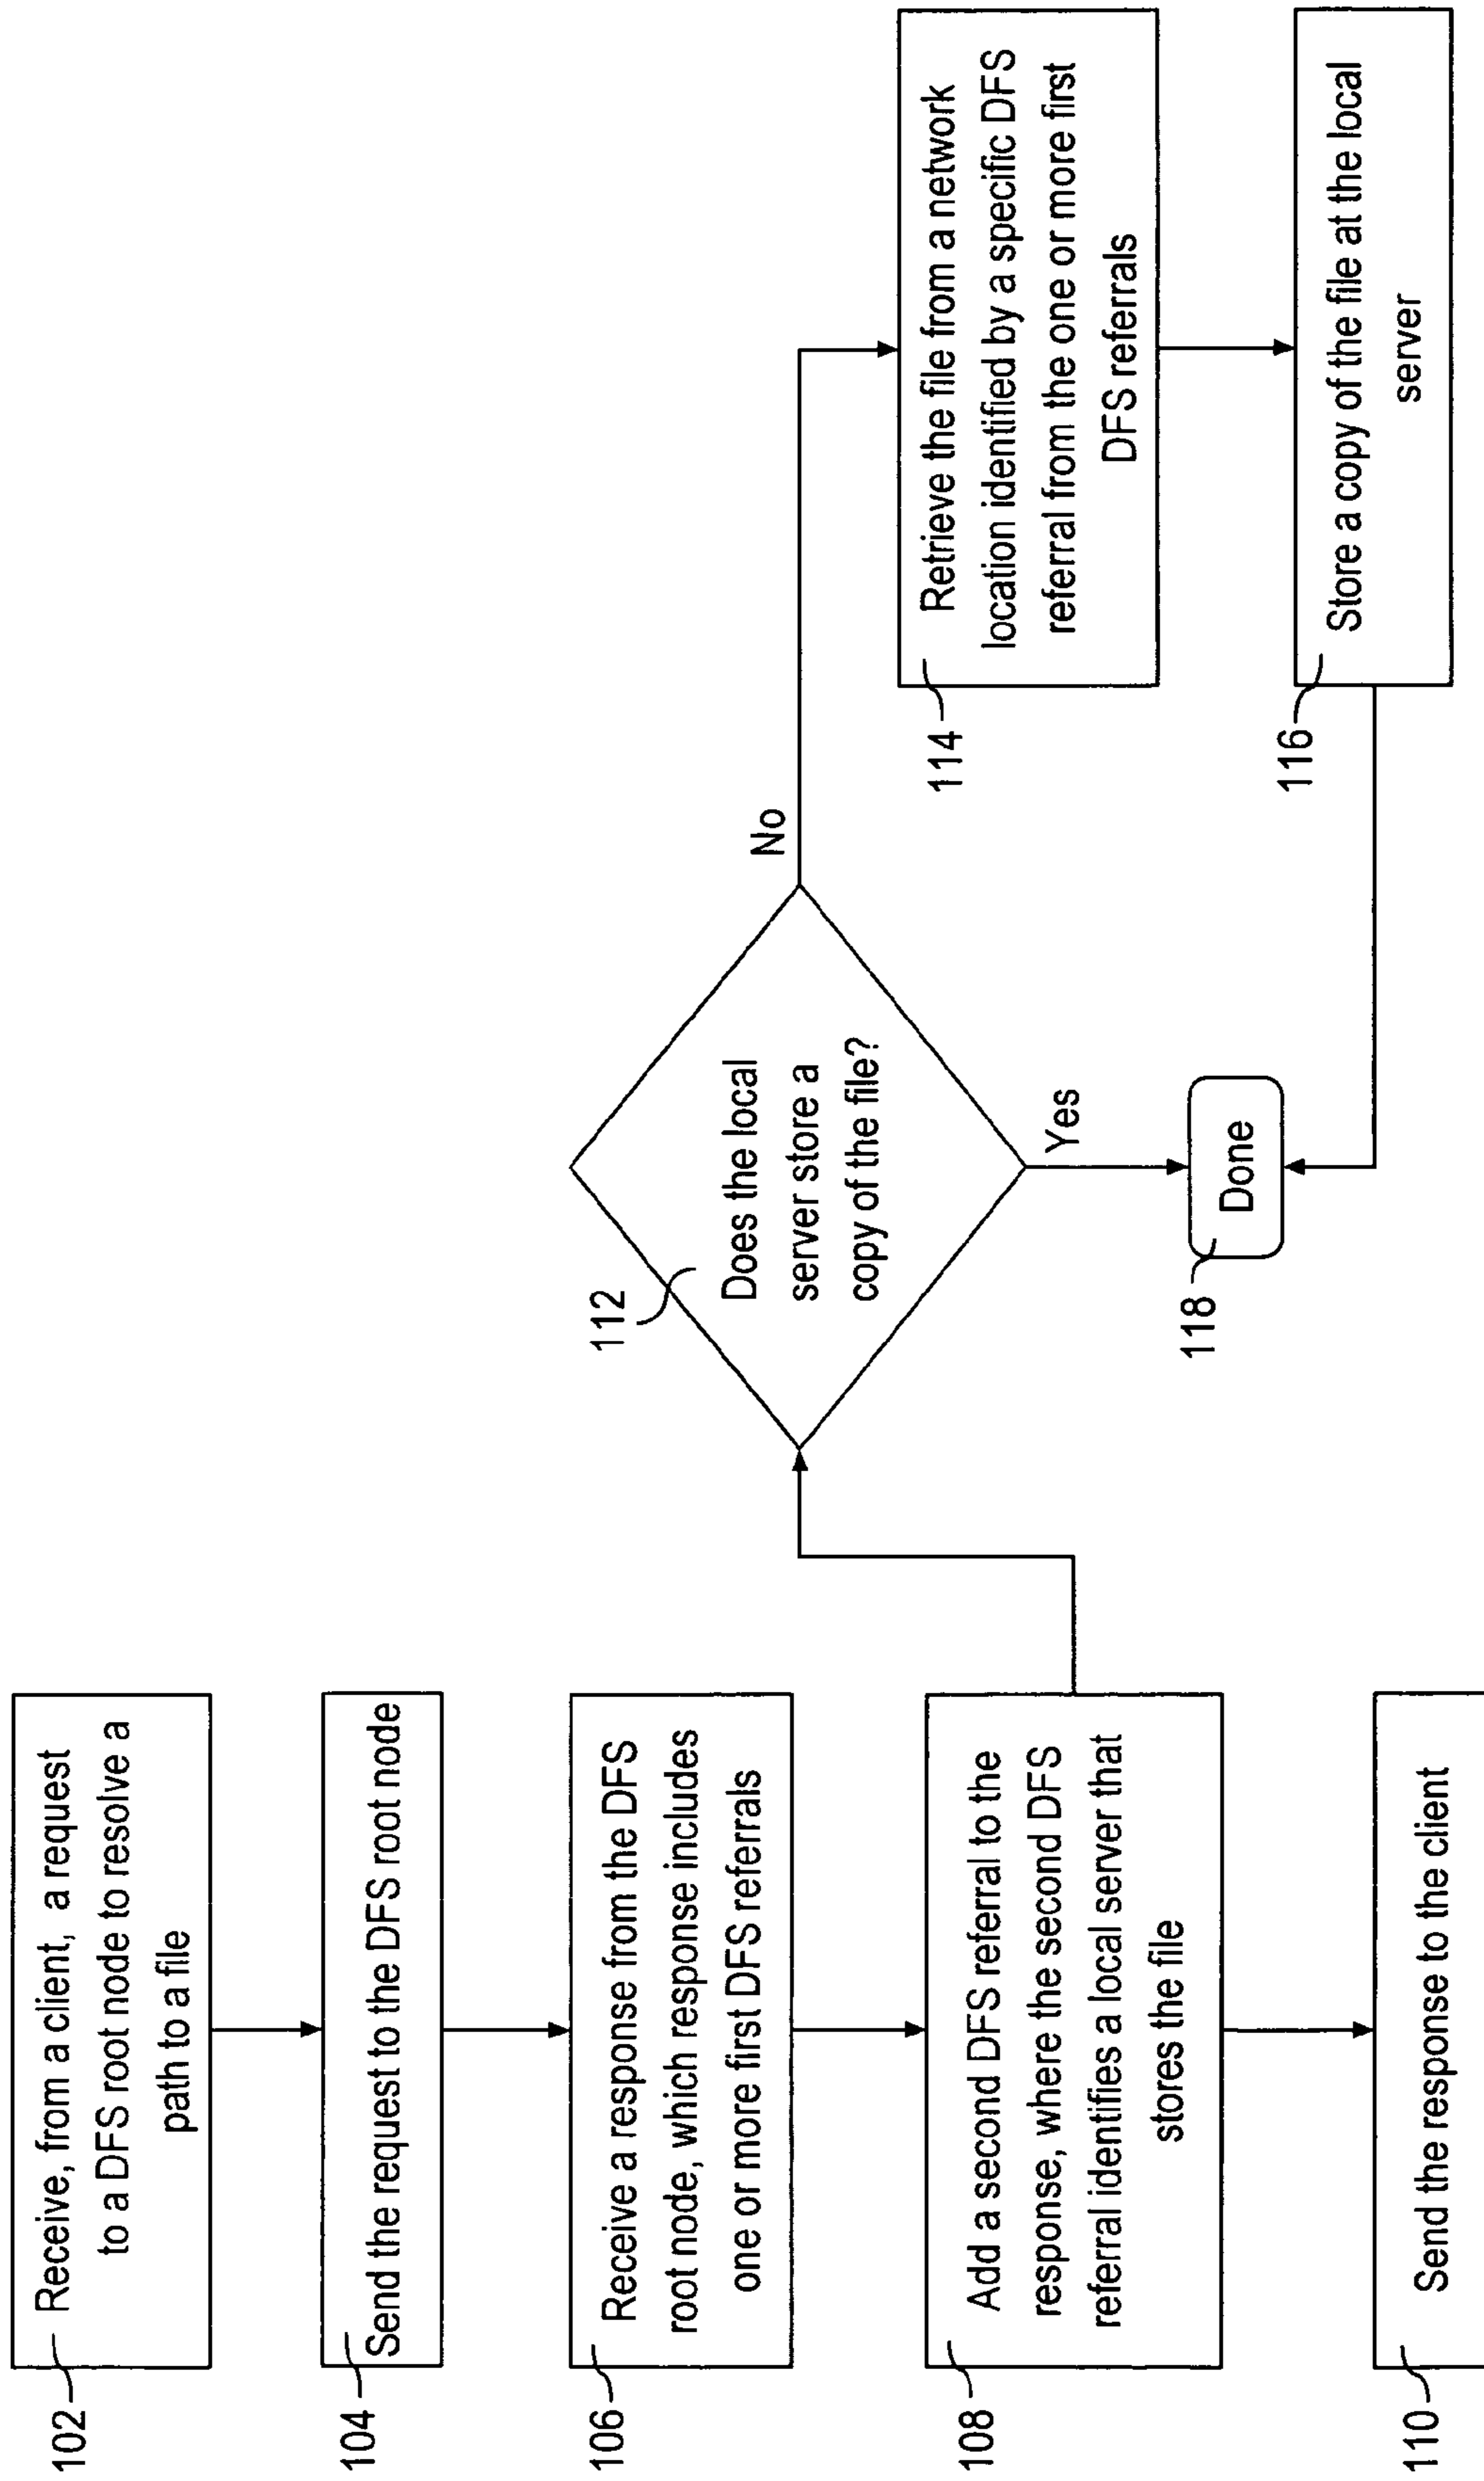 102
Receive, from a client, a request
to a DFS root node to resolve a
path to a file
104
Send the request to the DFS root node
106
Receive a response from the DFS
root node, which response includes
one or more first DFS referrals
108
Add a second DFS referral to the
response, where the second DFS
referral identifies a local server that
stores the file
110
Send the response to the client
112
Does the local
server store a
copy of the file?
No
Yes
118
Done
114
Retrieve the file from a network
location identified by a specific DFS
referral from the one or more first
DFS referrals
116
Store a copy of the file at the local
server